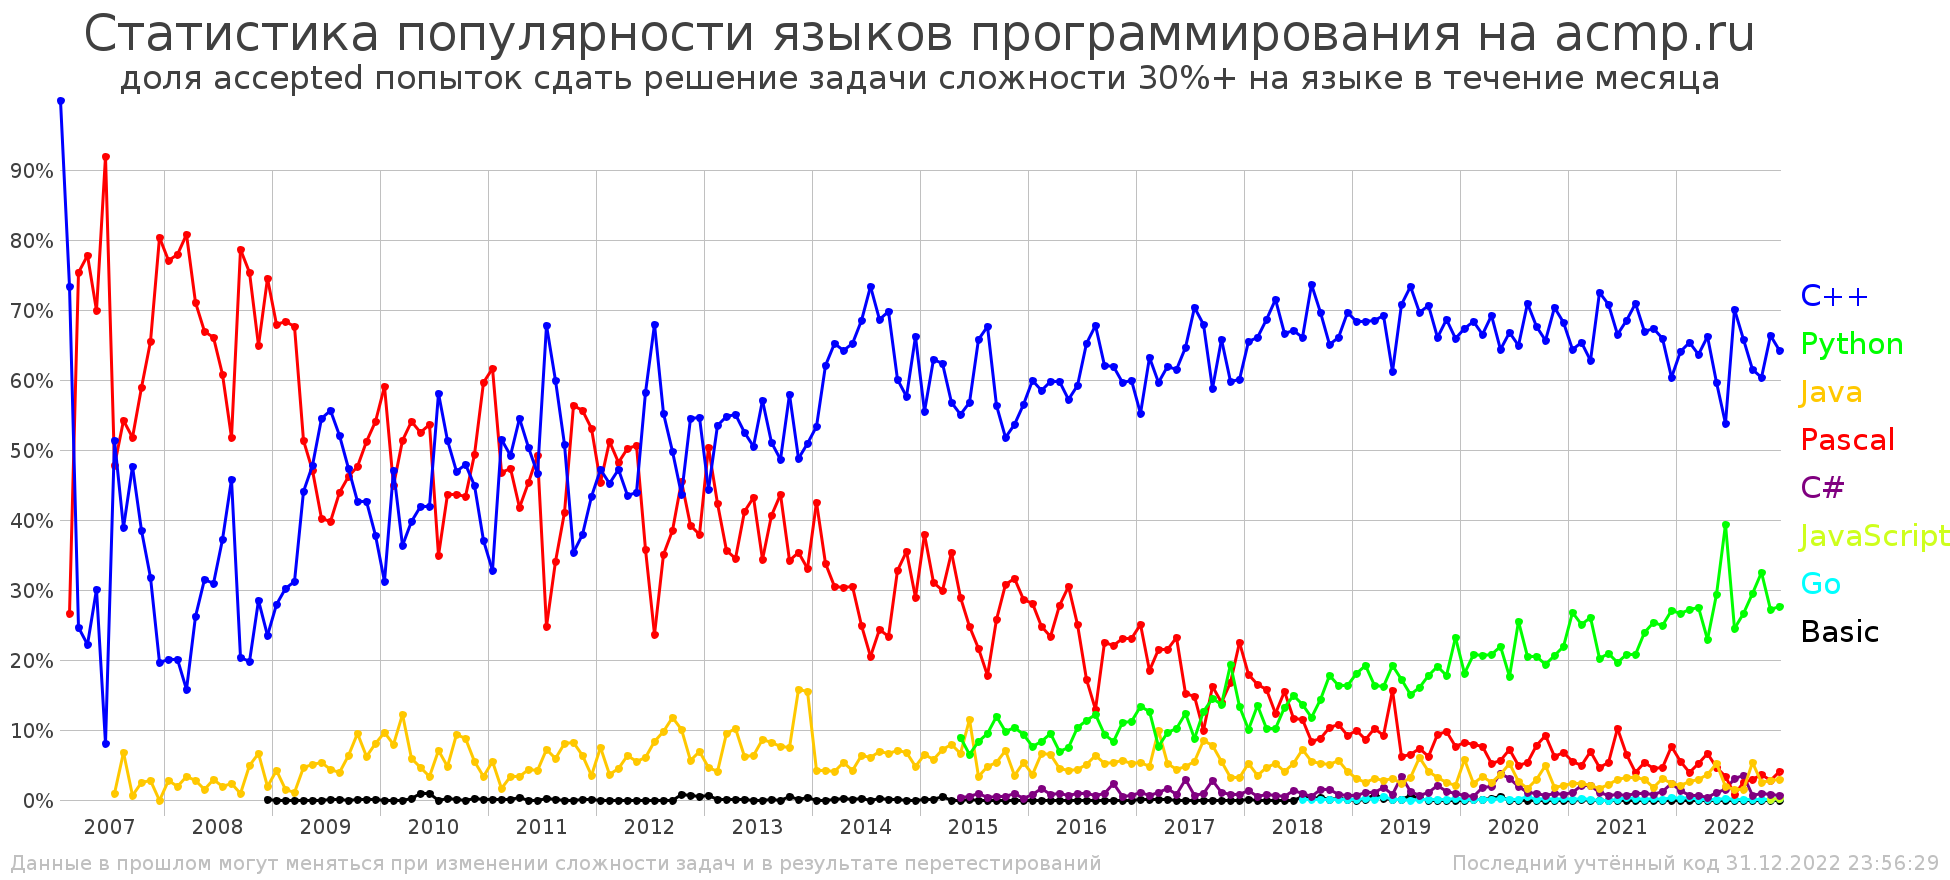 Статистика популярности языков программирования на acmp.ru
доля accepted попыток сдать решение задачи сложности 30%+ на языке в течение месяца
90%
80%
70%
60%
50%
40%
30%
20%
10%
0%
C++
Python
Java
Pascal
C#
JavaScript
Go
Basic
2007 2008 2009 2010 2011 2012 2013 2014 2015 2016 2017 2018 2019 2020 2021 2022
Данные в прошлом могут меняться при изменении сложности задач и в результате перетестирований
Последний учтённый код 31.12.2022 23:56:29